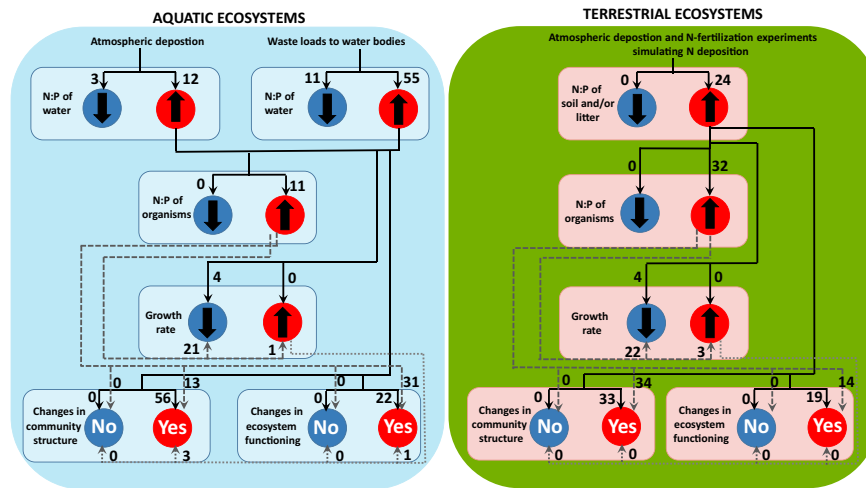 AQUATIC ECOSYSTEMS
Atmospheric depostion
Waste loads to water bodies
3
12
11
55
N:P of
water
N:P of
water
0
11
N:P of
organisms
4
0
Growth
rate
21
1
0
13
0
31
0
56
0
22
Changes in
community
structure
No
Yes
Changes in
ecosystem
functioning
No
Yes
0
3
0
1
TERRESTRIAL ECOSYSTEMS
Atmospheric depostion and N-fertilization experiments
simulating N deposition
0
24
N:P of
soil and/or
litter
0
32
N:P of
organisms
4
0
Growth
rate
22
3
0
34
0
14
0
33
0
19
Changes in
community
structure
No
Yes
Changes in
ecosystem
functioning
No
Yes
0
0
0
0